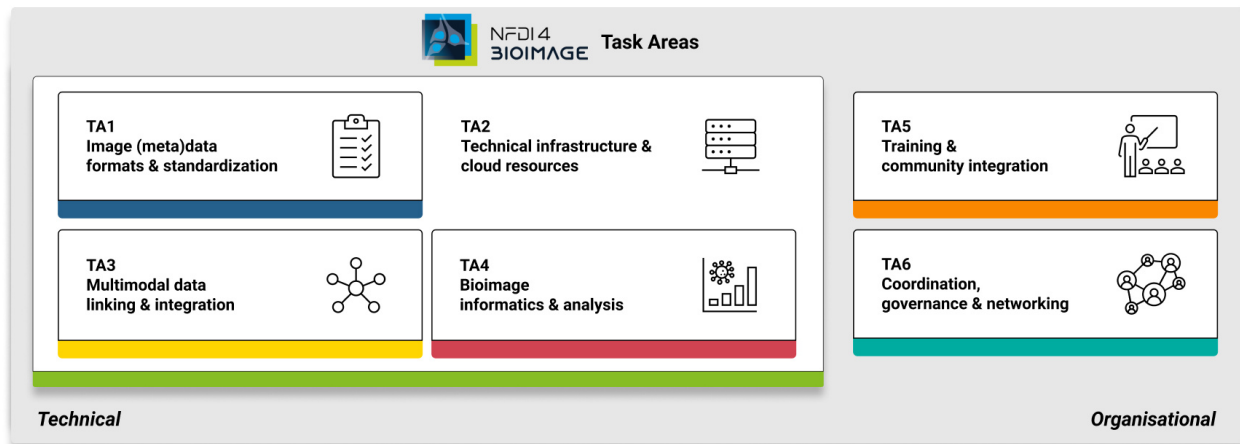 NFDI4
BIOIMAGE
Task Areas
TA1
Image (meta)data
formats & standardization
TA2
Technical infrastructure &
cloud resources
TA5
Training &
community integration
TA3
Multimodal data
linking & integration
TA4
Bioimage
informatics & analysis
TA6
Coordination,
governance & networking
Technical
Organisational